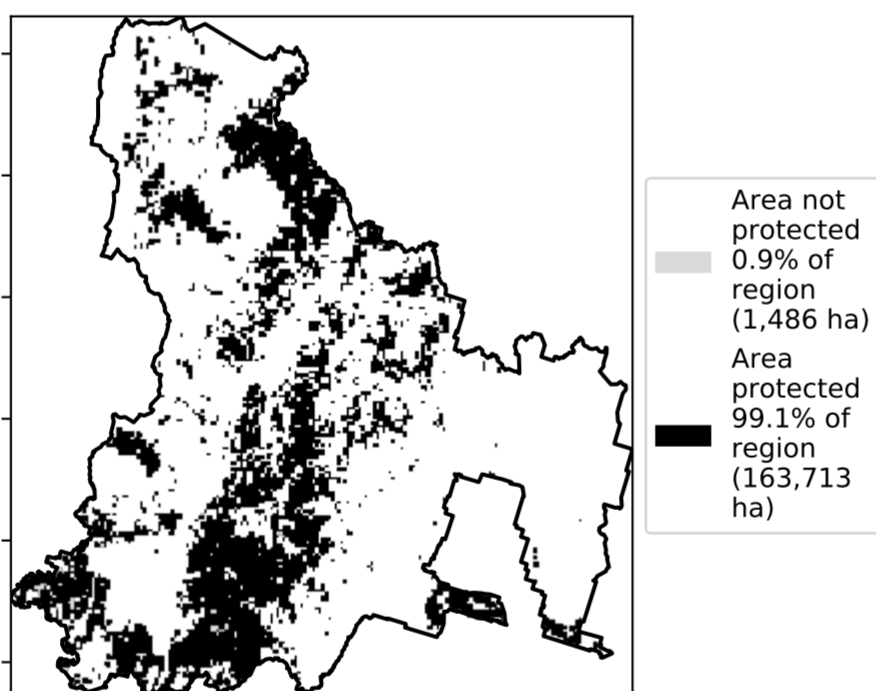 Area not
protected
0.9% of
region
(1,486 ha)
Area
protected
99.1% of
region
(163,713
ha)